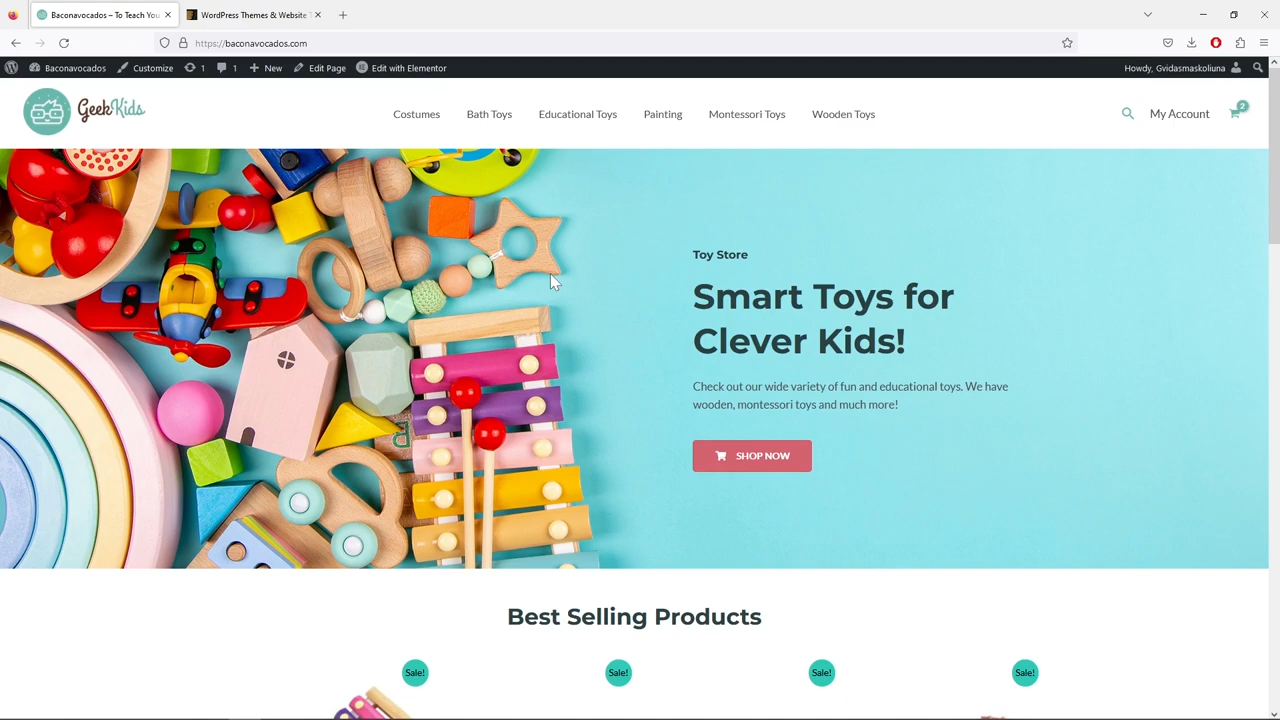 Baconavocados – To Teach You
WordPress Themes & Website T
https://baconavocados.com
Baconavocados
Customize
1
1
New
Edit Page
Edit with Elementor
Howdy, Gvidasmaskoliuna
GeekKids
Costumes
Bath Toys
Educational Toys
Painting
Montessori Toys
Wooden Toys
My Account
2
Toy Store
Smart Toys for
Clever Kids!
Check out our wide variety of fun and educational toys. We have
wooden, montessori toys and much more!
SHOP NOW
Best Selling Products
Sale!
Sale!
Sale!
Sale!